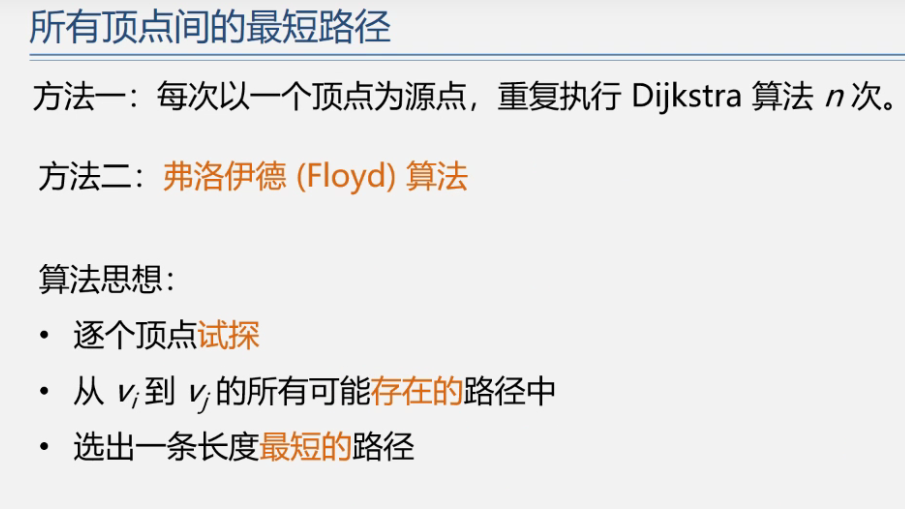 所有顶点间的最短路径
方法一：每次以一个顶点为源点，重复执行 Dijkstra 算法 n 次。
方法二：弗洛伊德 (Floyd) 算法
算法思想：
• 逐个顶点试探
• 从 vi 到 vj 的所有可能存在的路径中
• 选出一条长度最短的路径